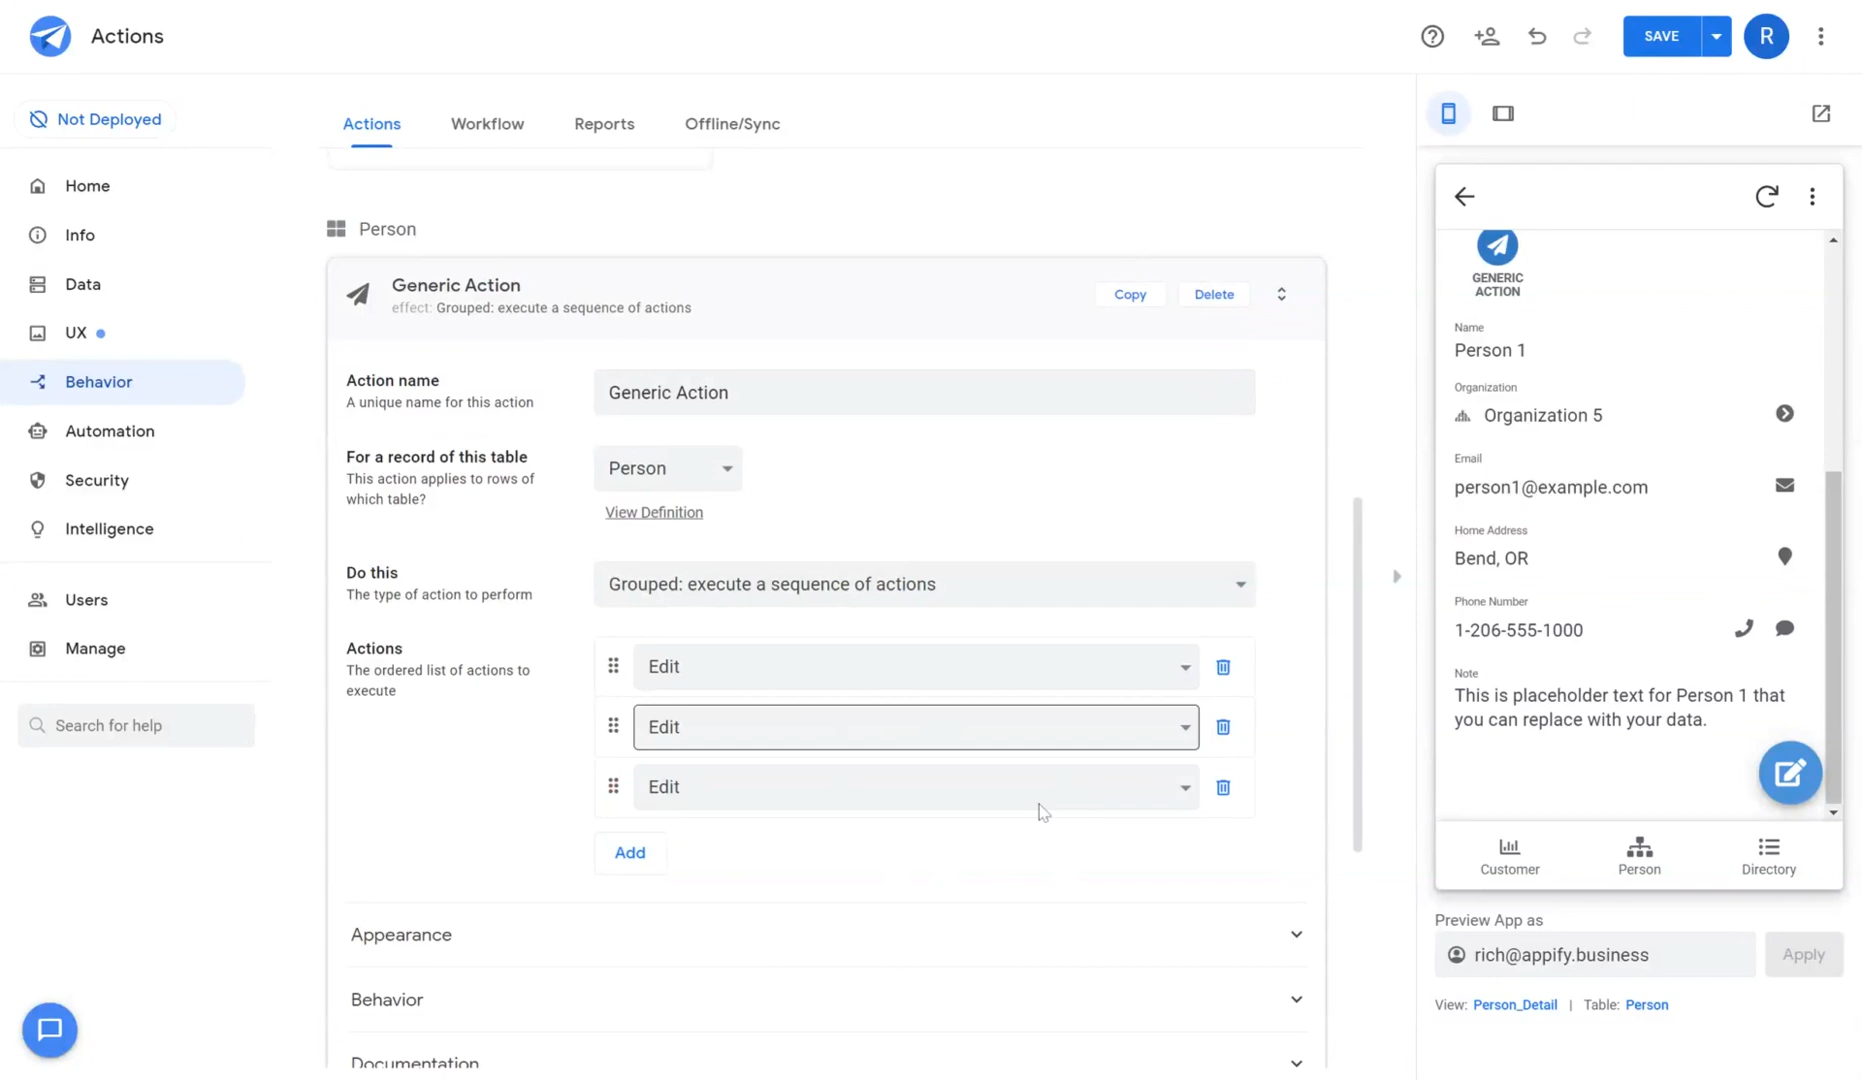 Actions
SAVE
R
Not Deployed
Home
Info
Data
UX
Behavior
Automation
Security
Intelligence
Users
Manage
Search for help
Actions
Workflow
Reports
Offline/Sync
Person
Generic Action
effect: Grouped: execute a sequence of actions
Copy
Delete
Action name
A unique name for this action
Generic Action
For a record of this table
This action applies to rows of
which table?
Person
View Definition
Do this
The type of action to perform
Grouped: execute a sequence of actions
Actions
The ordered list of actions to
execute
Edit
Edit
Edit
Add
Appearance
Behavior
Documentation
GENERIC
ACTION
Name
Person 1
Organization
Organization 5
Email
person1@example.com
Home Address
Bend, OR
Phone Number
1-206-555-1000
Note
This is placeholder text for Person 1 that
you can replace with your data.
Customer
Person
Directory
Preview App as
rich@appify.business
Apply
View: Person_Detail | Table: Person